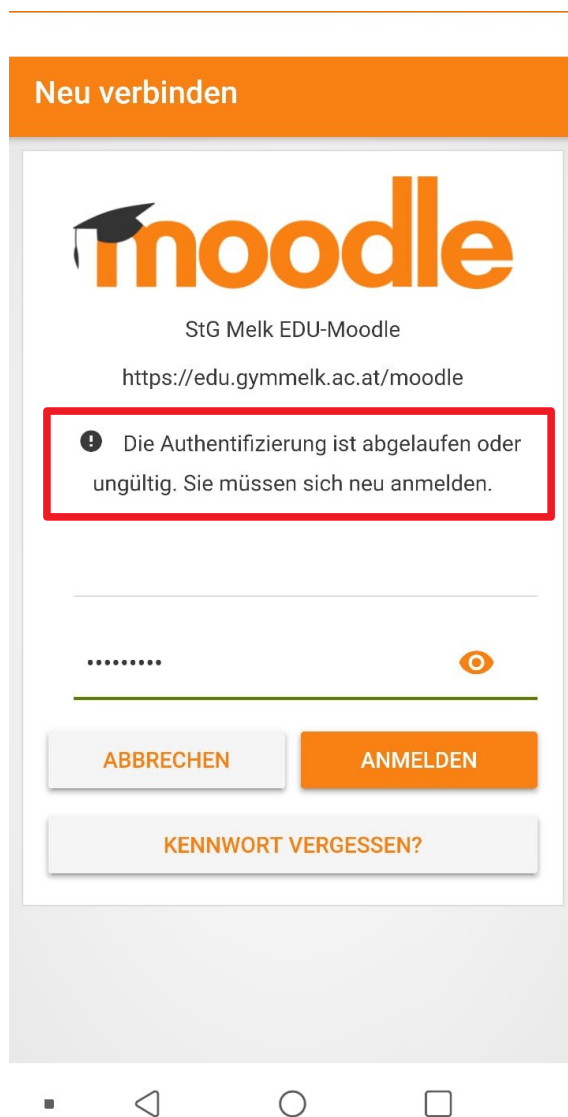 Neu verbinden
moodle
StG Melk EDU-Moodle
https://edu.gymmelk.ac.at/moodle
Die Authentifizierung ist abgelaufen oder
ungültig. Sie müssen sich neu anmelden.
•••••••••
ABBRECHEN
ANMELDEN
KENNWORT VERGESSEN?